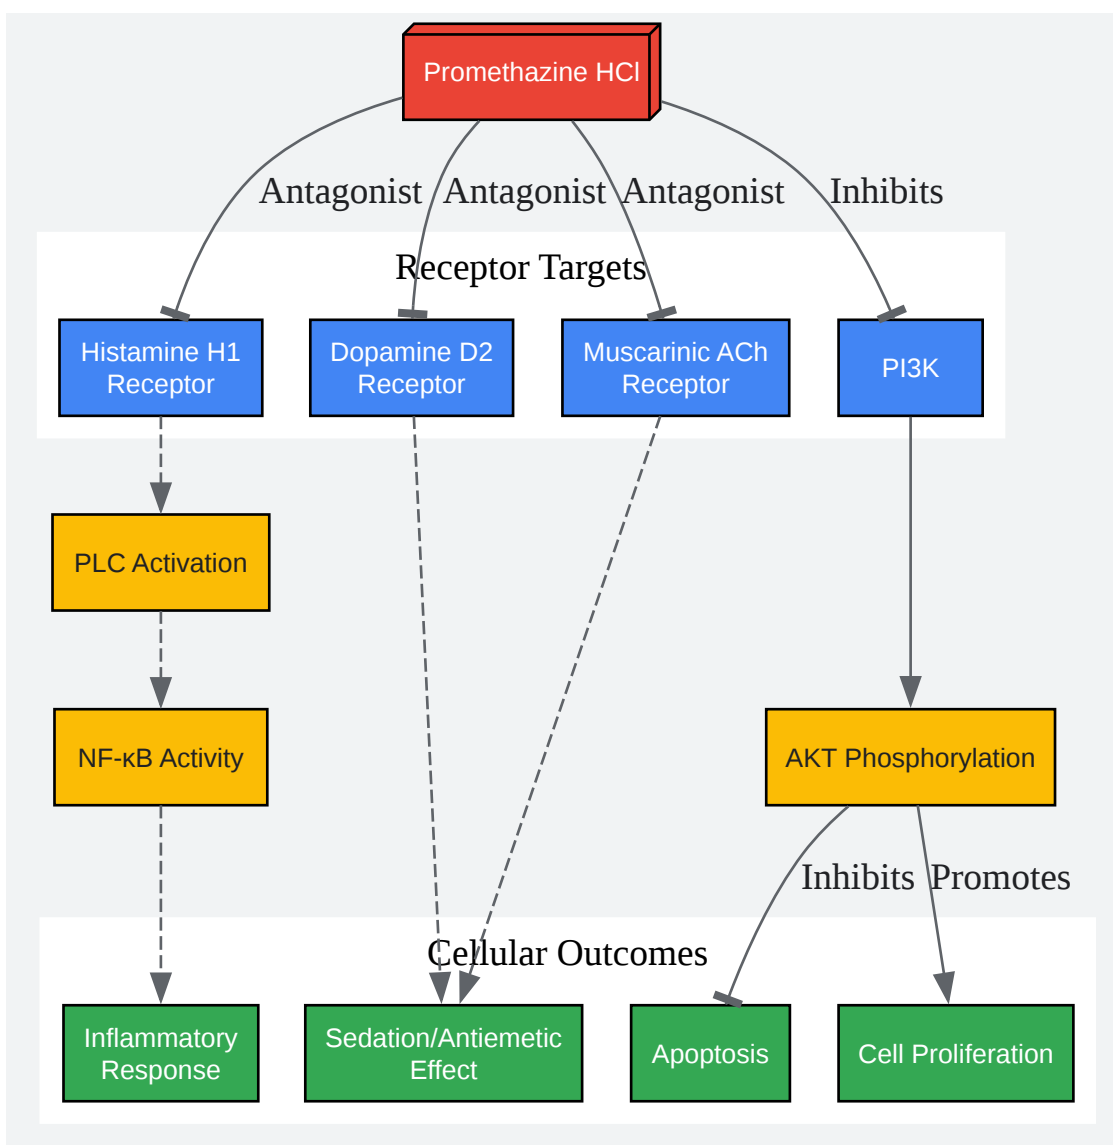 Promethazine HCl
Antagonist
Antagonist
Antagonist
Inhibits
Receptor Targets
Histamine H1
Receptor
Dopamine D2
Receptor
Muscarinic ACh
Receptor
PI3K
PLC Activation
NF-κB Activity
AKT Phosphorylation
Inhibits
Promotes
Cellular Outcomes
Inflammatory
Response
Sedation/Antiemetic
Effect
Apoptosis
Cell Proliferation